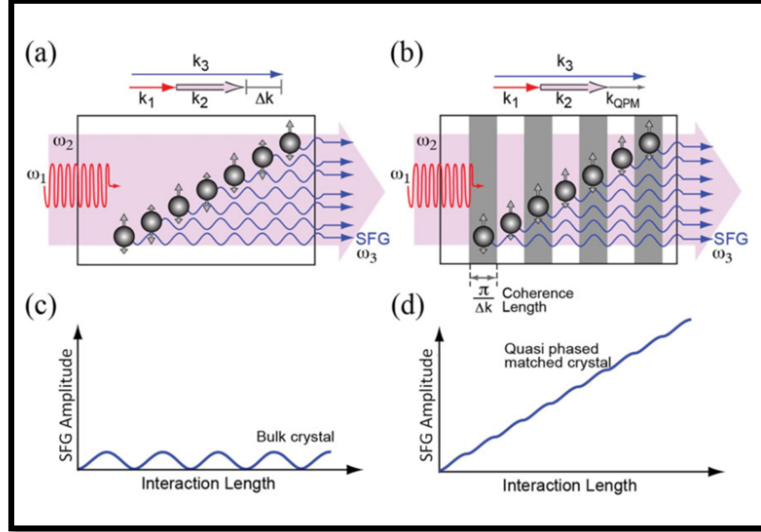 (a)
k₃
k₁
k₂
Δk
ω₂
ω₁
SFG
ω₃
(b)
k₃
k₁
k₂
kQPM
ω₂
ω₁
SFG
ω₃
π
Δk
Coherence
Length
(c)
SFG Amplitude
Bulk crystal
Interaction Length
(d)
SFG Amplitude
Quasi phased
matched crystal
Interaction Length